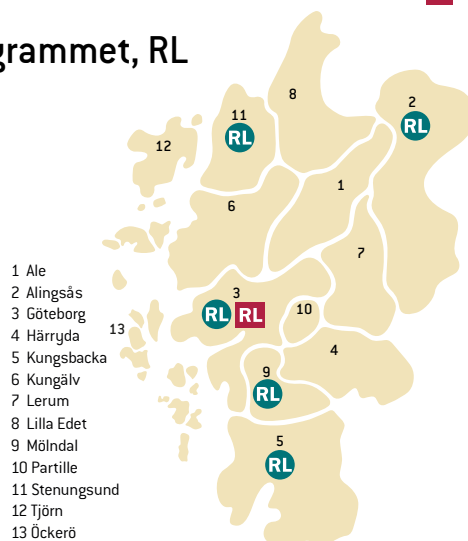 grammet, RL
8
2
11
RL
RL
12
1
6
7
3
RL RL
10
13
4
9
RL
5
RL
1 Ale
2 Alingsås
3 Göteborg
4 Härryda
5 Kungsbacka
6 Kungälv
7 Lerum
8 Lilla Edet
9 Mölndal
10 Partille
11 Stenungsund
12 Tjörn
13 Öckerö